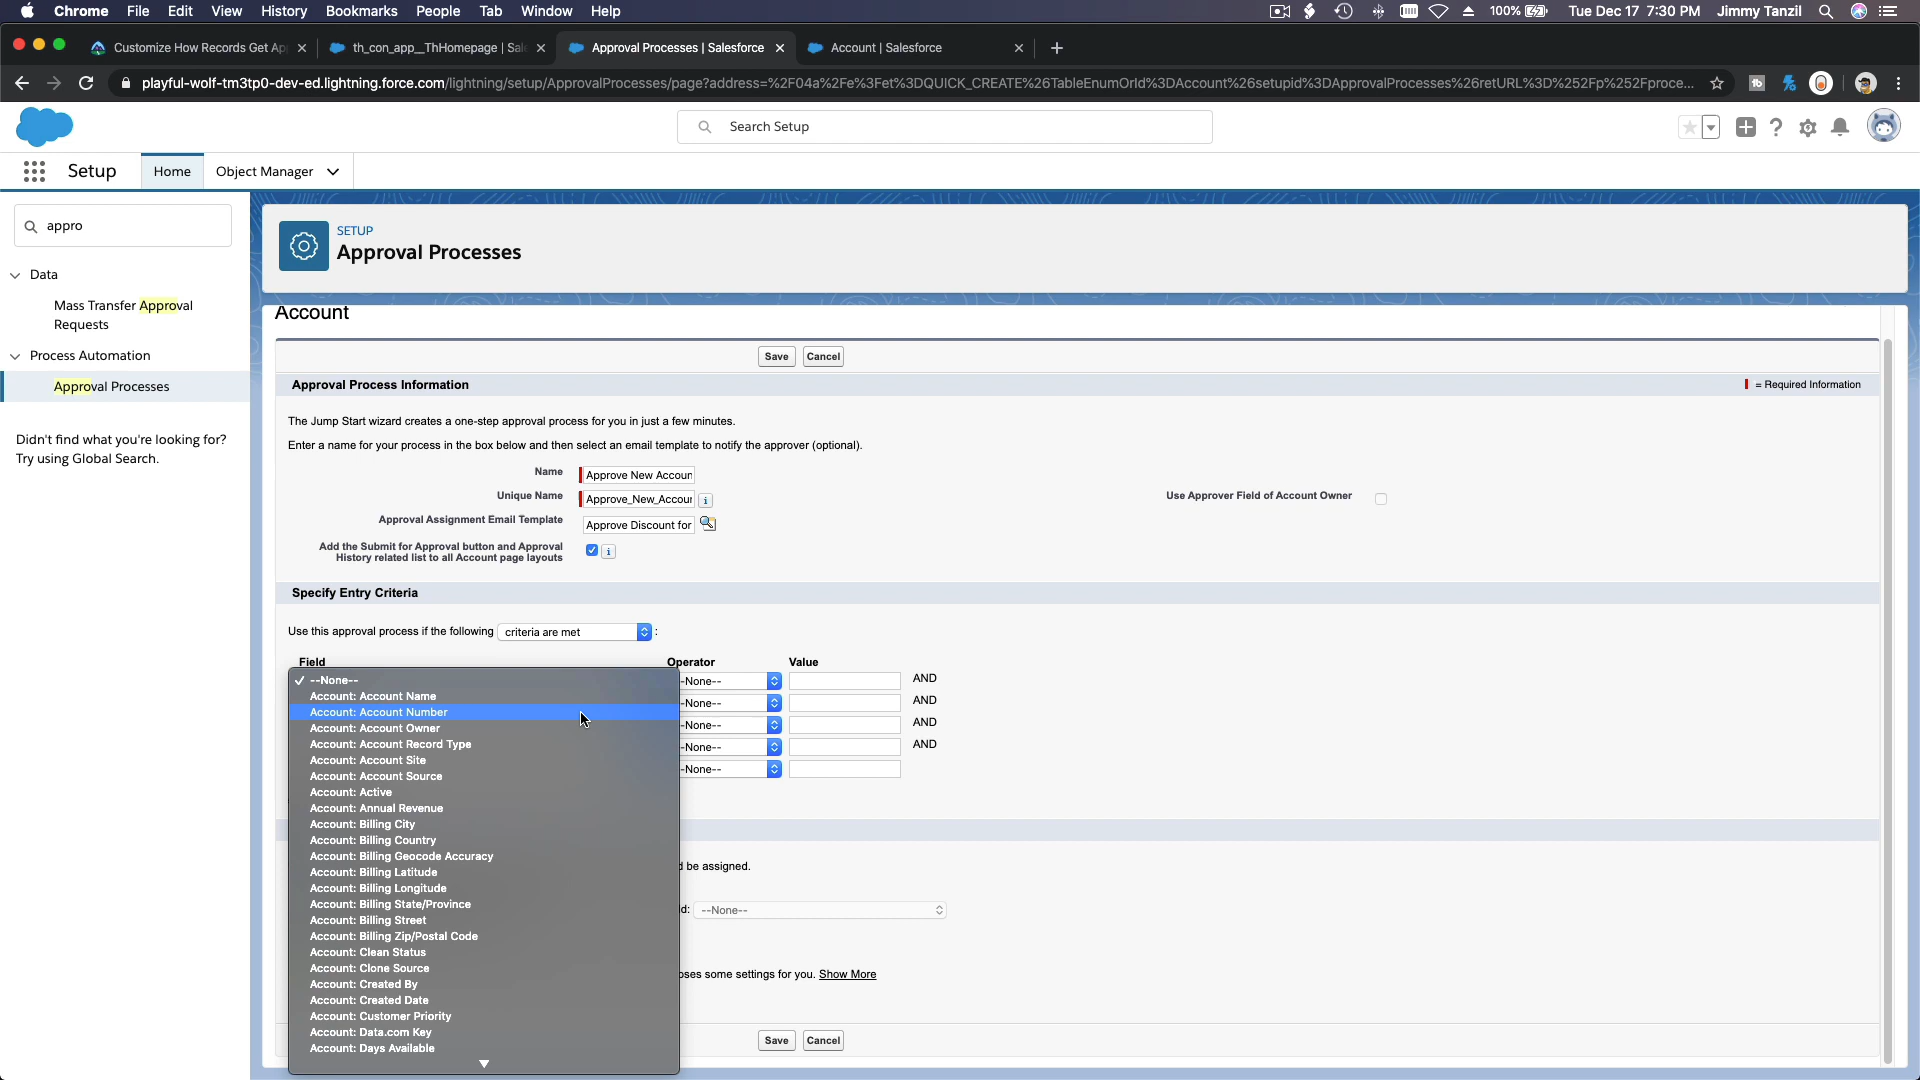 Chrome File Edit View History Bookmarks People Tab Window Help
100% Tue Dec 17 7:30 PM Jimmy Tanzil
Customize How Records Get Ap
th_con_app__ThHomepage | Sal
Approval Processes | Salesforce
Account | Salesforce
playful-wolf-tm3tp0-dev-ed.lightning.force.com/lightning/setup/ApprovalProcesses/page?address=%2F04a%2Fe%3Fet%3DQUICK_CREATE%26TableEnumOrId%3DAccount%26setupid%3DApprovalProcesses%26retURL%3D%252Fp%252Fproce...
Search Setup
Setup
Home
Object Manager
appro
Data
Mass Transfer Approval
Requests
Process Automation
Approval Processes
Didn't find what you're looking for?
Try using Global Search.
SETUP
Approval Processes
Account
Save Cancel
Approval Process Information
= Required Information
The Jump Start wizard creates a one-step approval process for you in just a few minutes.
Enter a name for your process in the box below and then select an email template to notify the approver (optional).
Name Approve New Accoun
Unique Name Approve_New_Accour i
Use Approver Field of Account Owner
Approval Assignment Email Template Approve Discount for
Add the Submit for Approval button and Approval
History related list to all Account page layouts
i
Specify Entry Criteria
Use this approval process if the following criteria are met :
Field Operator Value
-None-- AND
-None-- AND
-None-- AND
-None-- AND
-None--
--None--
Account: Account Name
Account: Account Number
Account: Account Owner
Account: Account Record Type
Account: Account Site
Account: Account Source
Account: Active
Account: Annual Revenue
Account: Billing City
Account: Billing Country
Account: Billing Geocode Accuracy
Account: Billing Latitude
Account: Billing Longitude
Account: Billing State/Province
Account: Billing Street
Account: Billing Zip/Postal Code
Account: Clean Status
Account: Clone Source
Account: Created By
Account: Created Date
Account: Customer Priority
Account: Data.com Key
Account: Days Available
d be assigned.
ld: --None--
oses some settings for you. Show More
Save Cancel